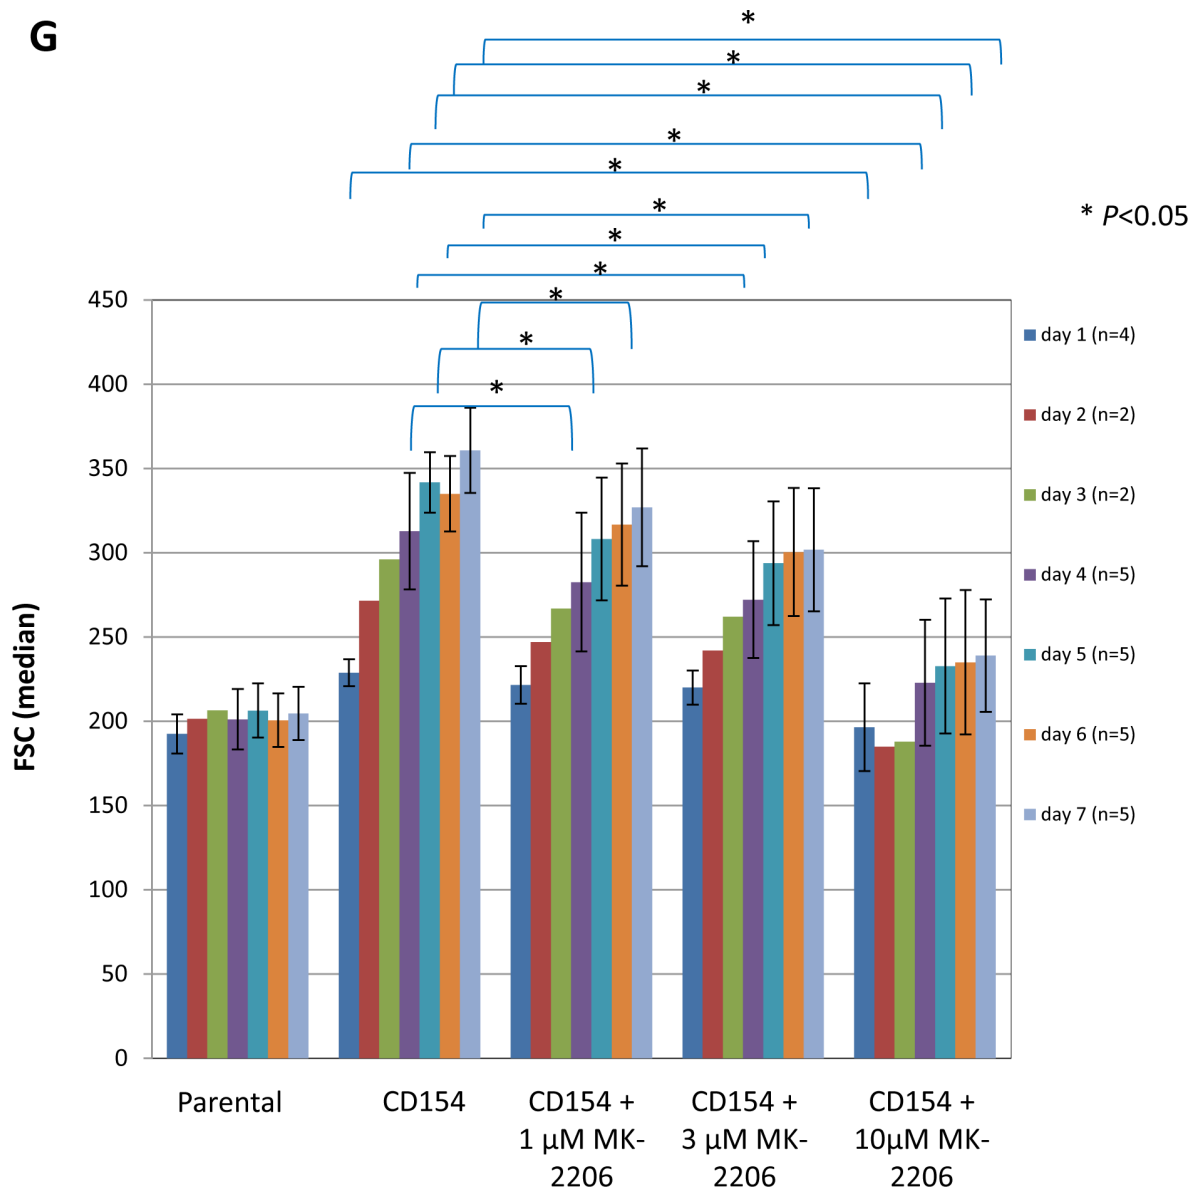 G
*
*
*
*
*
*
* P<0.05
*
*
*
*
*
450
400
350
300
250
200
150
100
50
0
FSC (median)
day 1 (n=4)
day 2 (n=2)
day 3 (n=2)
day 4 (n=5)
day 5 (n=5)
day 6 (n=5)
day 7 (n=5)
Parental
CD154
CD154 +
1 μM MK-
2206
CD154 +
3 μM MK-
2206
CD154 +
10μM MK-
2206